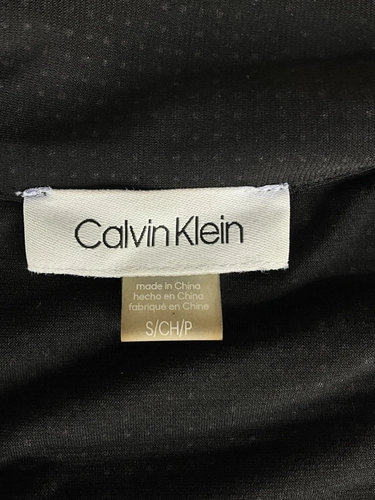 Calvin Klein
made in China
hecho en China
fabriqué en Chine
S/CH/P